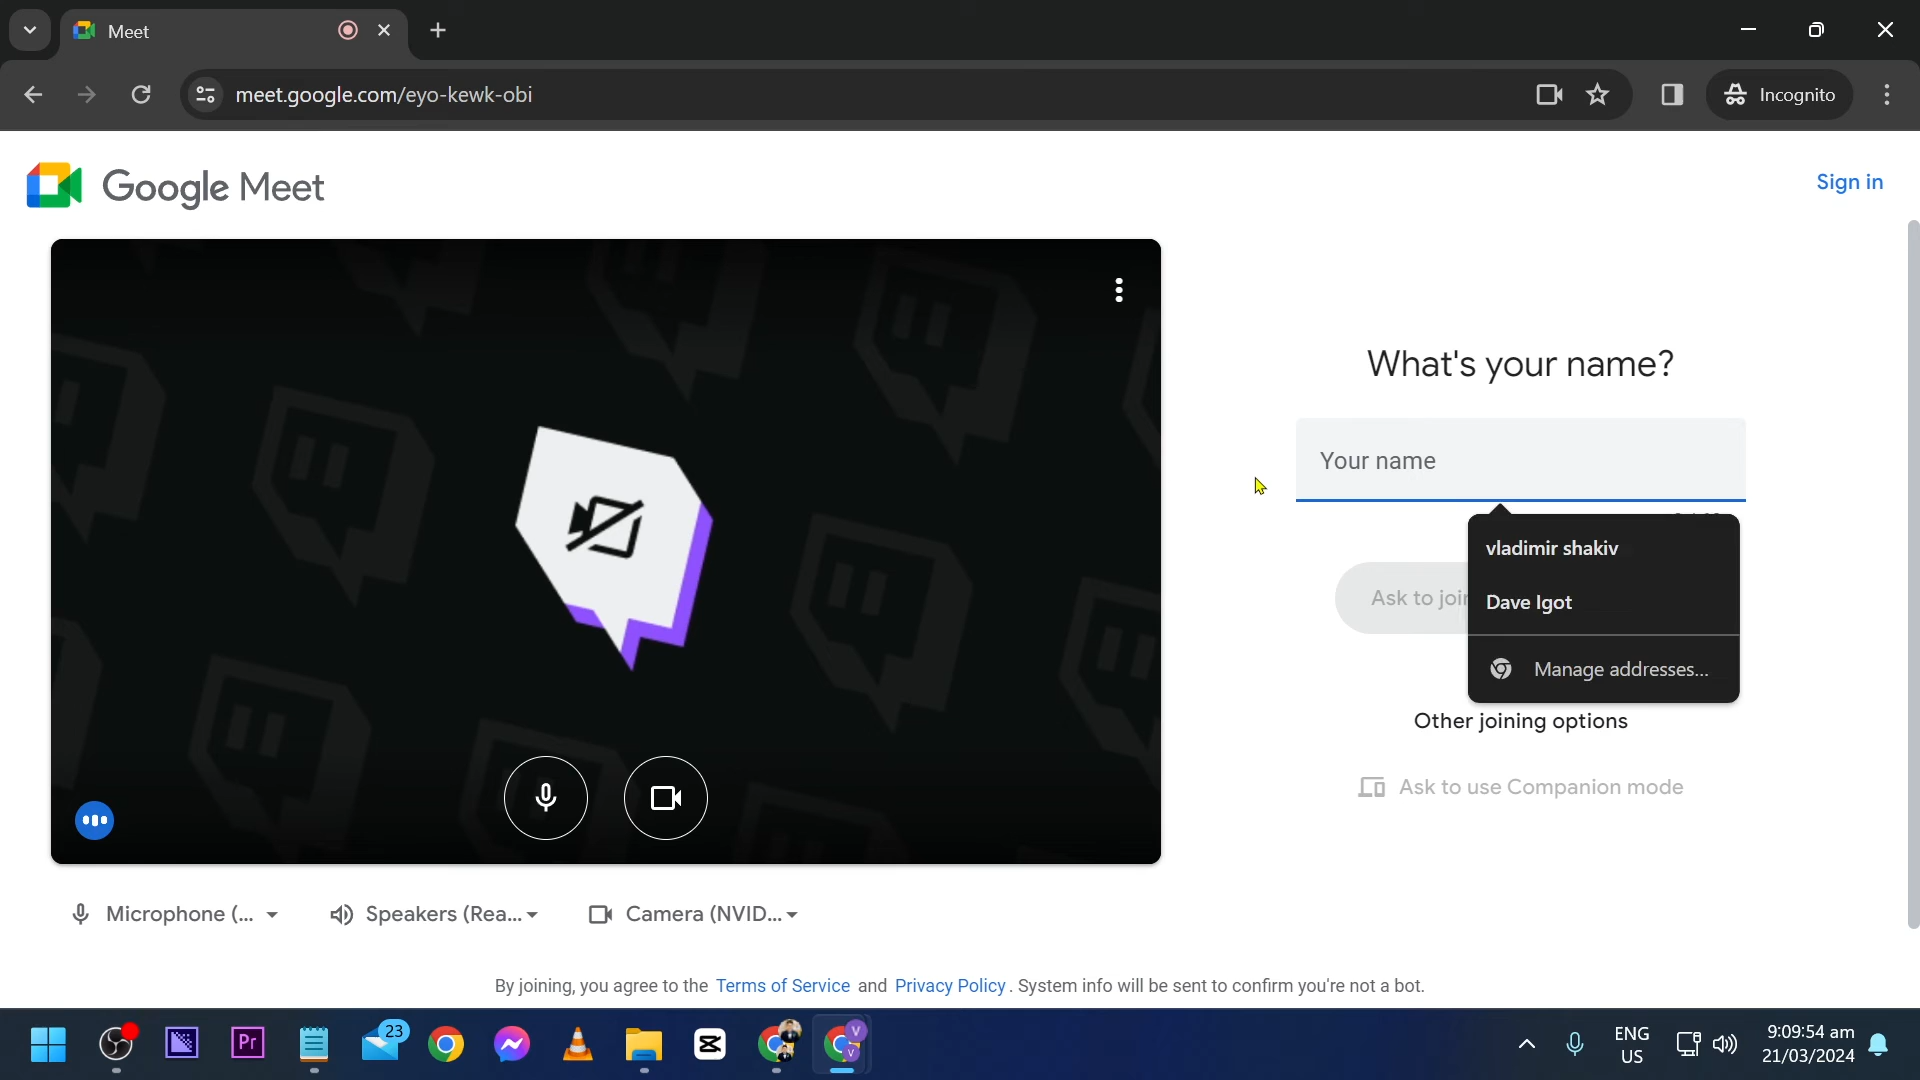 Meet
meet.google.com/eyo-kewk-obi
Incognito
Google Meet
Sign in
What's your name?
Your name
vladimir shakiv
Ask to join
Dave Igot
Manage addresses...
Other joining options
Ask to use Companion mode
Microphone (...
Speakers (Rea...
Camera (NVID...
By joining, you agree to the Terms of Service and Privacy Policy. System info will be sent to confirm you're not a bot.
Pr
23
V
V
ENG
US
9:09:54 am
21/03/2024